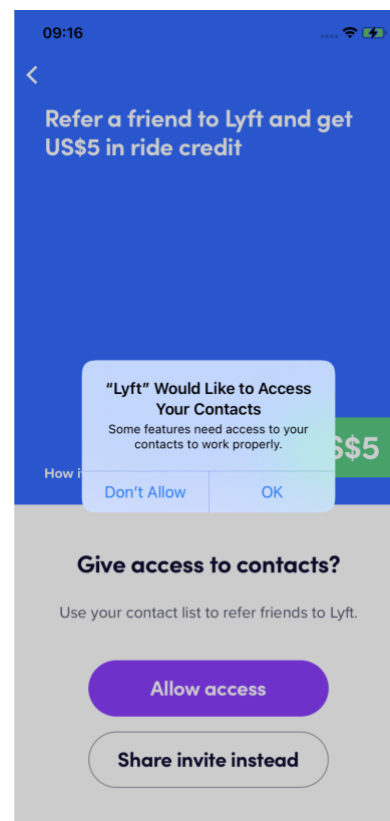 09:16
Refer a friend to Lyft and get
US$5 in ride credit
“Lyft” Would Like to Access
Your Contacts
Some features need access to your
contacts to work properly.
$5
How
Don’t Allow
OK
Give access to contacts?
Use your contact list to refer friends to Lyft.
Allow access
Share invite instead